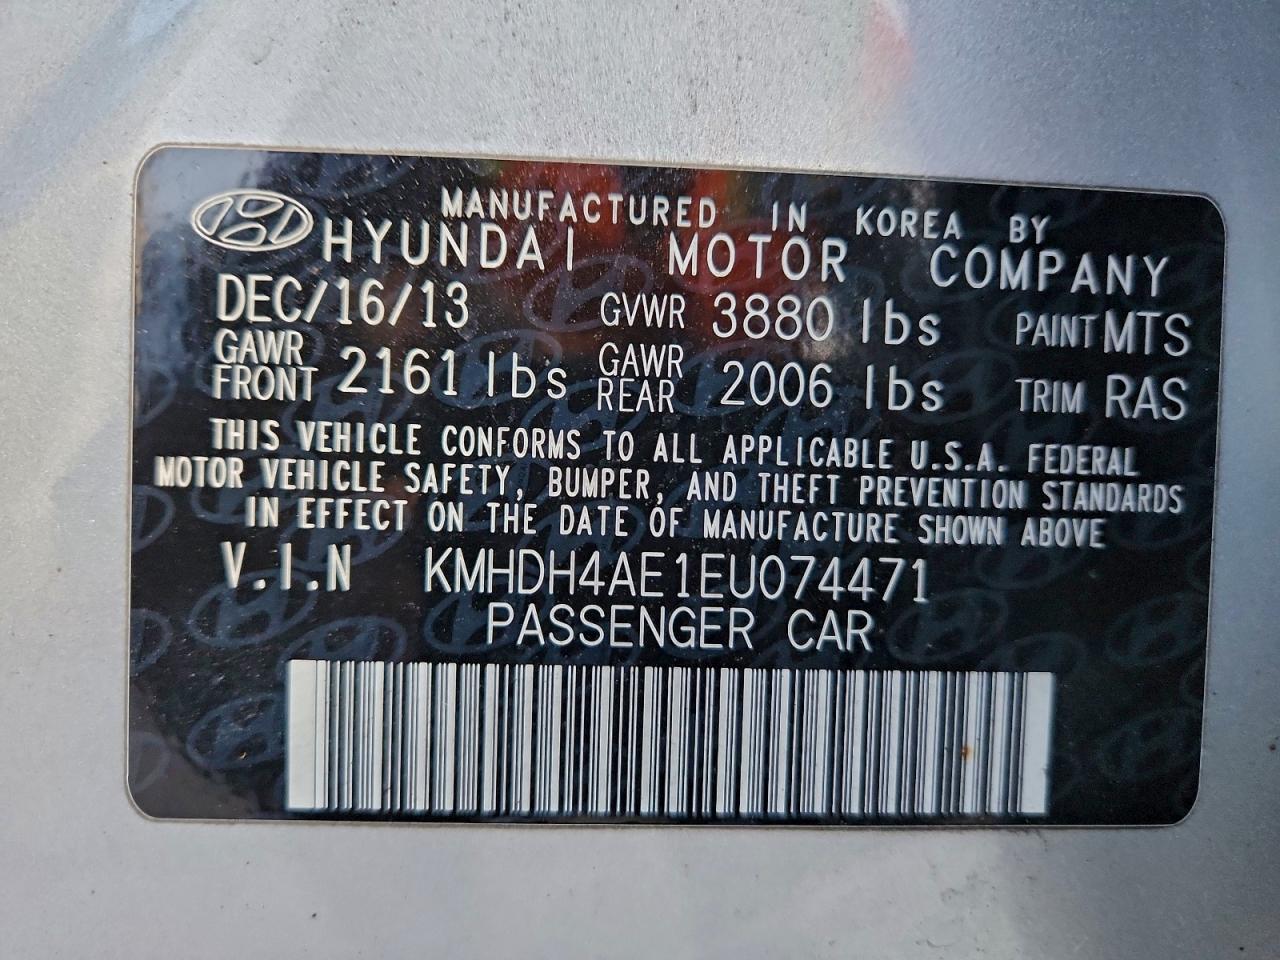 MANUFACTURED IN KOREA BY
HYUNDAI MOTOR COMPANY
DEC/16/13 GVWR 3880 lbs PAINT MTS
GAWR FRONT 2161 lbs GAWR REAR 2006 lbs TRIM RAS
THIS VEHICLE CONFORMS TO ALL APPLICABLE U.S.A. FEDERAL
MOTOR VEHICLE SAFETY, BUMPER, AND THEFT PREVENTION STANDARDS
IN EFFECT ON THE DATE OF MANUFACTURE SHOWN ABOVE
V.I.N KMHDH4AE1EU074471
PASSENGER CAR